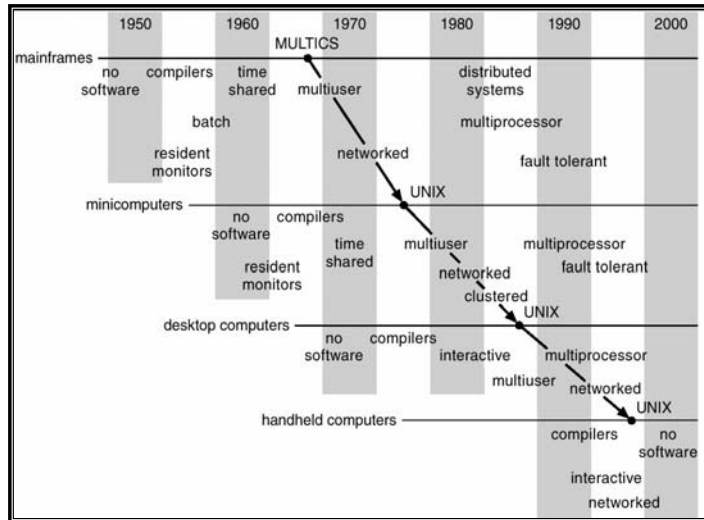 1950 1960 1970 1980 1990 2000
MULTICS
mainframes
no compilers time distributed
software shared multiuser systems
batch multiprocessor
resident networked fault tolerant
monitors
UNIX
minicomputers
no compilers
software
time multiuser multiprocessor
resident shared networked fault tolerant
monitors clustered
UNIX
desktop computers
no compilers
software interactive multiprocessor
multiuser networked
UNIX
handheld computers
compilers no
software
interactive
networked